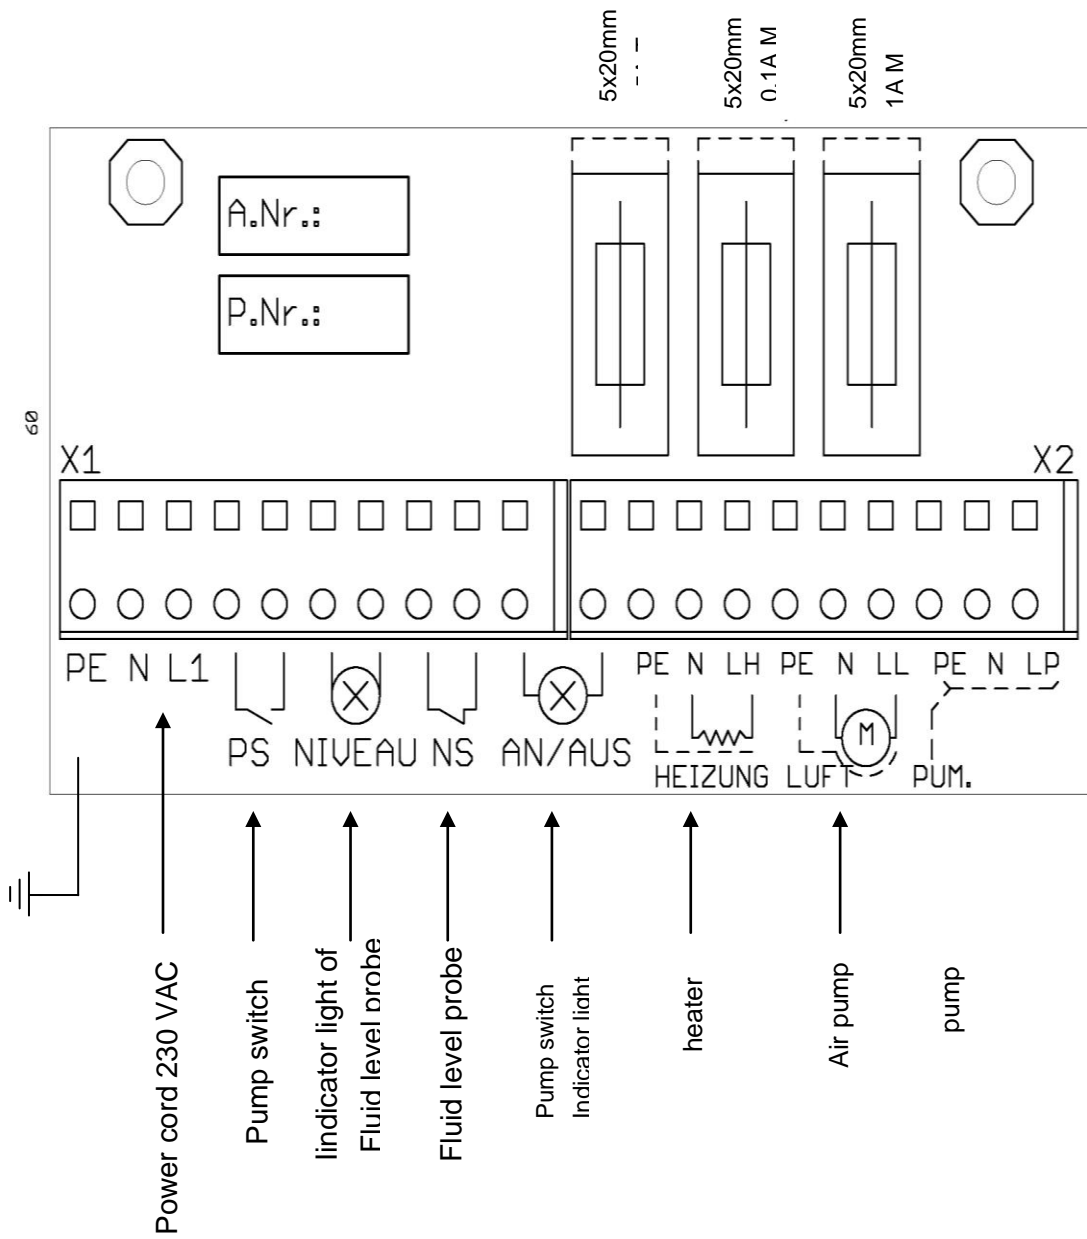 5x20mm
5x20mm
0.1A M
5x20mm
1A M
A.Nr.:
P.Nr.:
60
X1
X2
PE N L1
PE N LH PE N LL PE N LP
M
PS NIVEAU NS AN/AUS
HEIZUNG LUFT PUM.
Power cord 230 VAC
Pump switch
Iindicator light of
Fluid level probe
Fluid level probe
Pump switch
Indicator light
heater
Air pump
pump